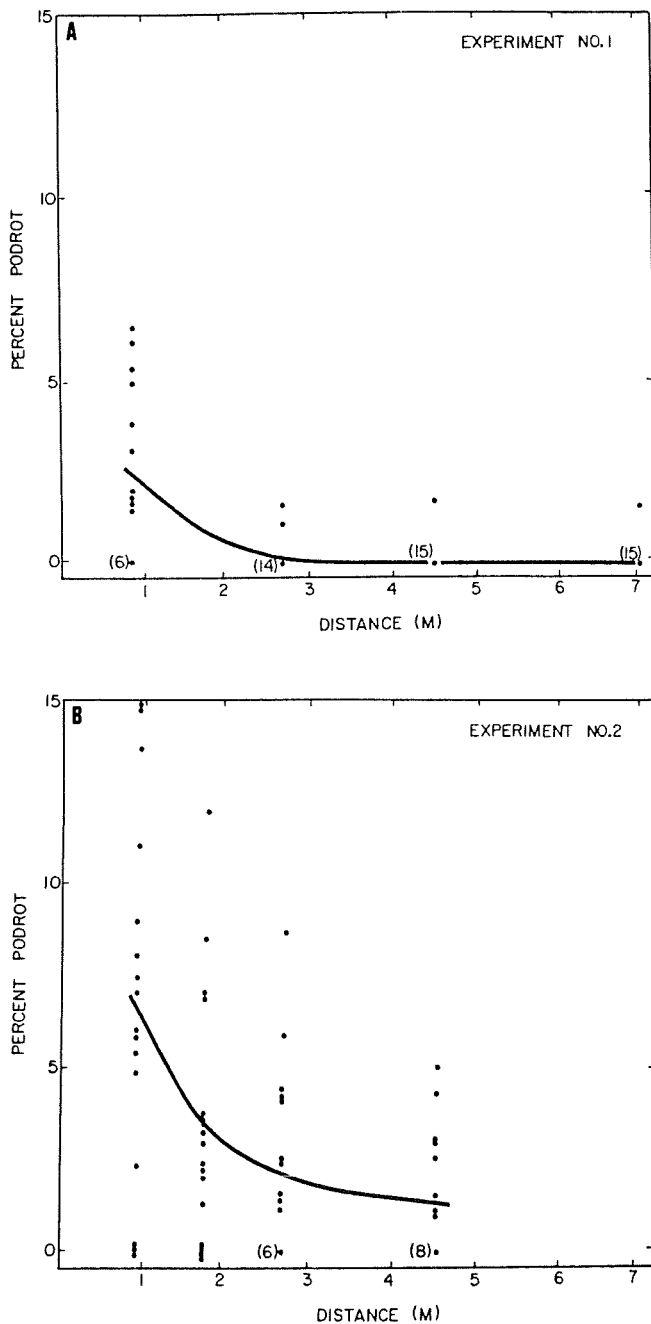 A
EXPERIMENT NO.1
15
10
5
0
PERCENT PODROT
(6)
(14)
(15)
(15)
1 2 3 4 5 6 7
DISTANCE (M)
B
EXPERIMENT NO.2
15
10
5
0
PERCENT PODROT
(6)
(8)
1 2 3 4 5 6 7
DISTANCE (M)